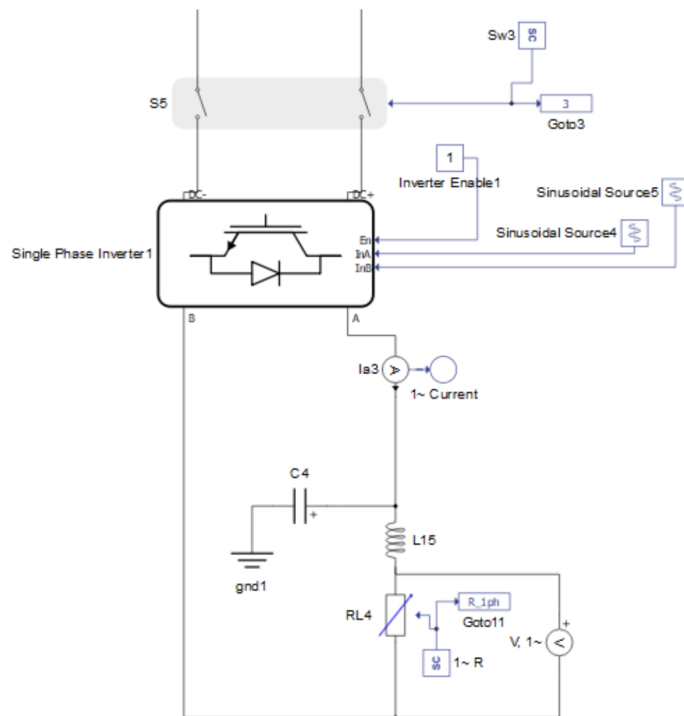 Sw3
SC
S5
3
Goto3
1
Inverter Enable1
Sinusoidal Source5
DC-
DC+
Sinusoidal Source4
En
Single Phase Inverter1
InA
InB
B
A
Ia3
A
1~ Current
C4
+
L15
gnd1
R_1ph
RL4
Goto11
+
V, 1~
V
SC
1~ R